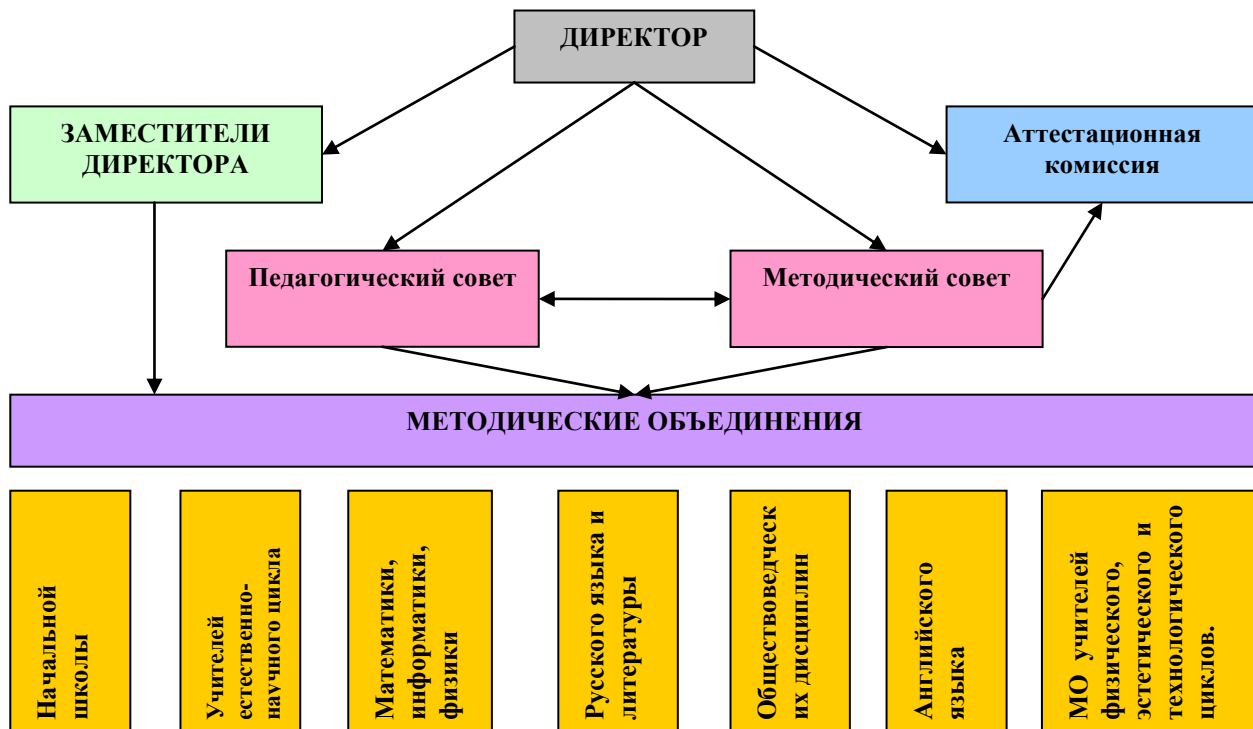 ДИРЕКТОР
ЗАМЕСТИТЕЛИ
ДИРЕКТОРА
Аттестационная
комиссия
Педагогический совет
Методический совет
МЕТОДИЧЕСКИЕ ОБЪЕДИНЕНИЯ
Начальной
школы
Учителей
естественно-
научного цикла
Математики,
информатики,
физики
Русского языка и
литературы
Обществоведческ
их дисциплин
Английского
языка
МО учителей
физического,
эстетического и
технологического
циклов.